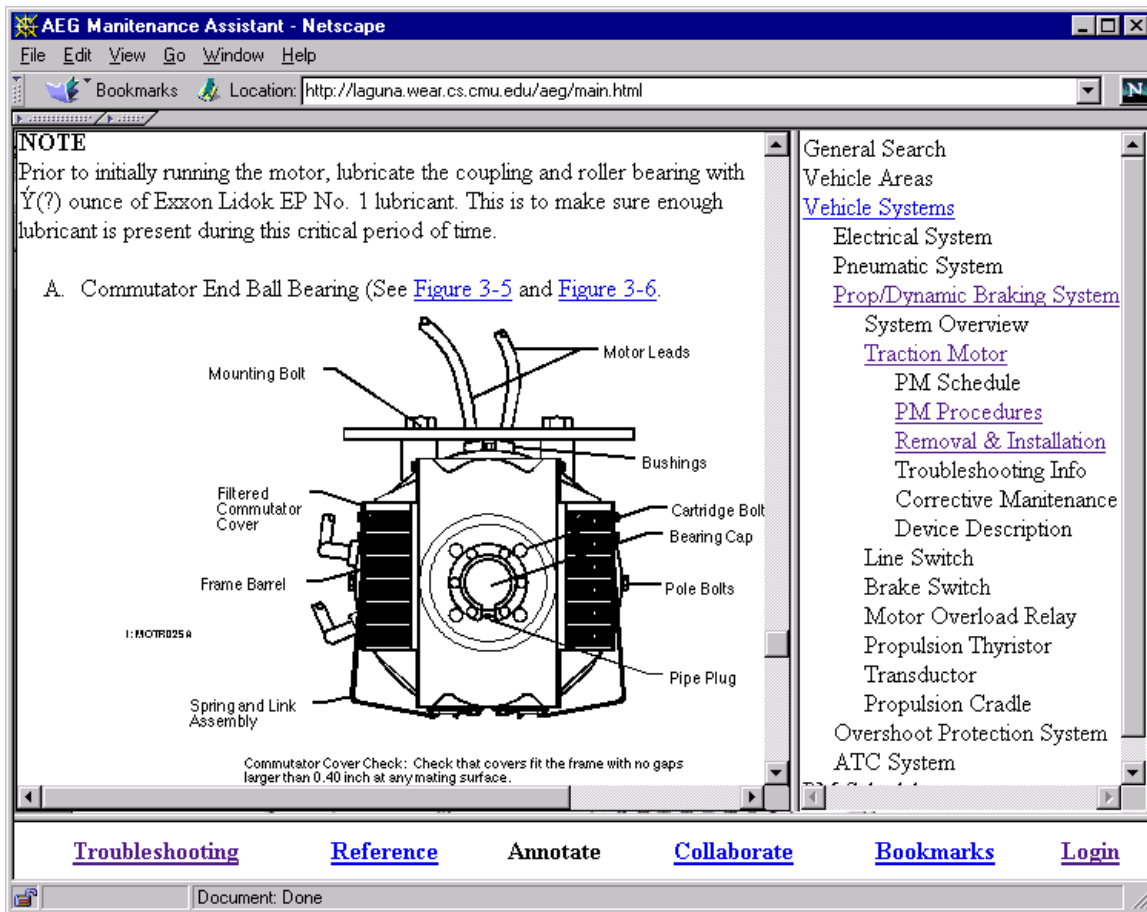 AEG Manitenance Assistant - Netscape
File Edit View Go Window Help
Bookmarks Location: http://laguna.wear.cs.cmu.edu/aeg/main.html
N
NOTE
Prior to initially running the motor, lubricate the coupling and roller bearing with
Ý(?) ounce of Exxon Lidok EP No. 1 lubricant. This is to make sure enough
lubricant is present during this critical period of time.
A. Commutator End Ball Bearing (See Figure 3-5 and Figure 3-6.
Motor Leads
Mounting Bolt
Bushings
Filtered
Commutator
Cover
Cartridge Bolt
Bearing Cap
Frame Barrel
Pole Bolts
I:MOTR025A
Pipe Plug
Spring and Link
Assembly
Commutator Cover Check: Check that covers fit the frame with no gaps
larger than 0.40 inch at any mating surface.
General Search
Vehicle Areas
Vehicle Systems
Electrical System
Pneumatic System
Prop/Dynamic Braking System
System Overview
Traction Motor
PM Schedule
PM Procedures
Removal & Installation
Troubleshooting Info
Corrective Manitenance
Device Description
Line Switch
Brake Switch
Motor Overload Relay
Propulsion Thyristor
Transductor
Propulsion Cradle
Overshoot Protection System
ATC System
Troubleshooting Reference Annotate Collaborate Bookmarks Login
Document: Done